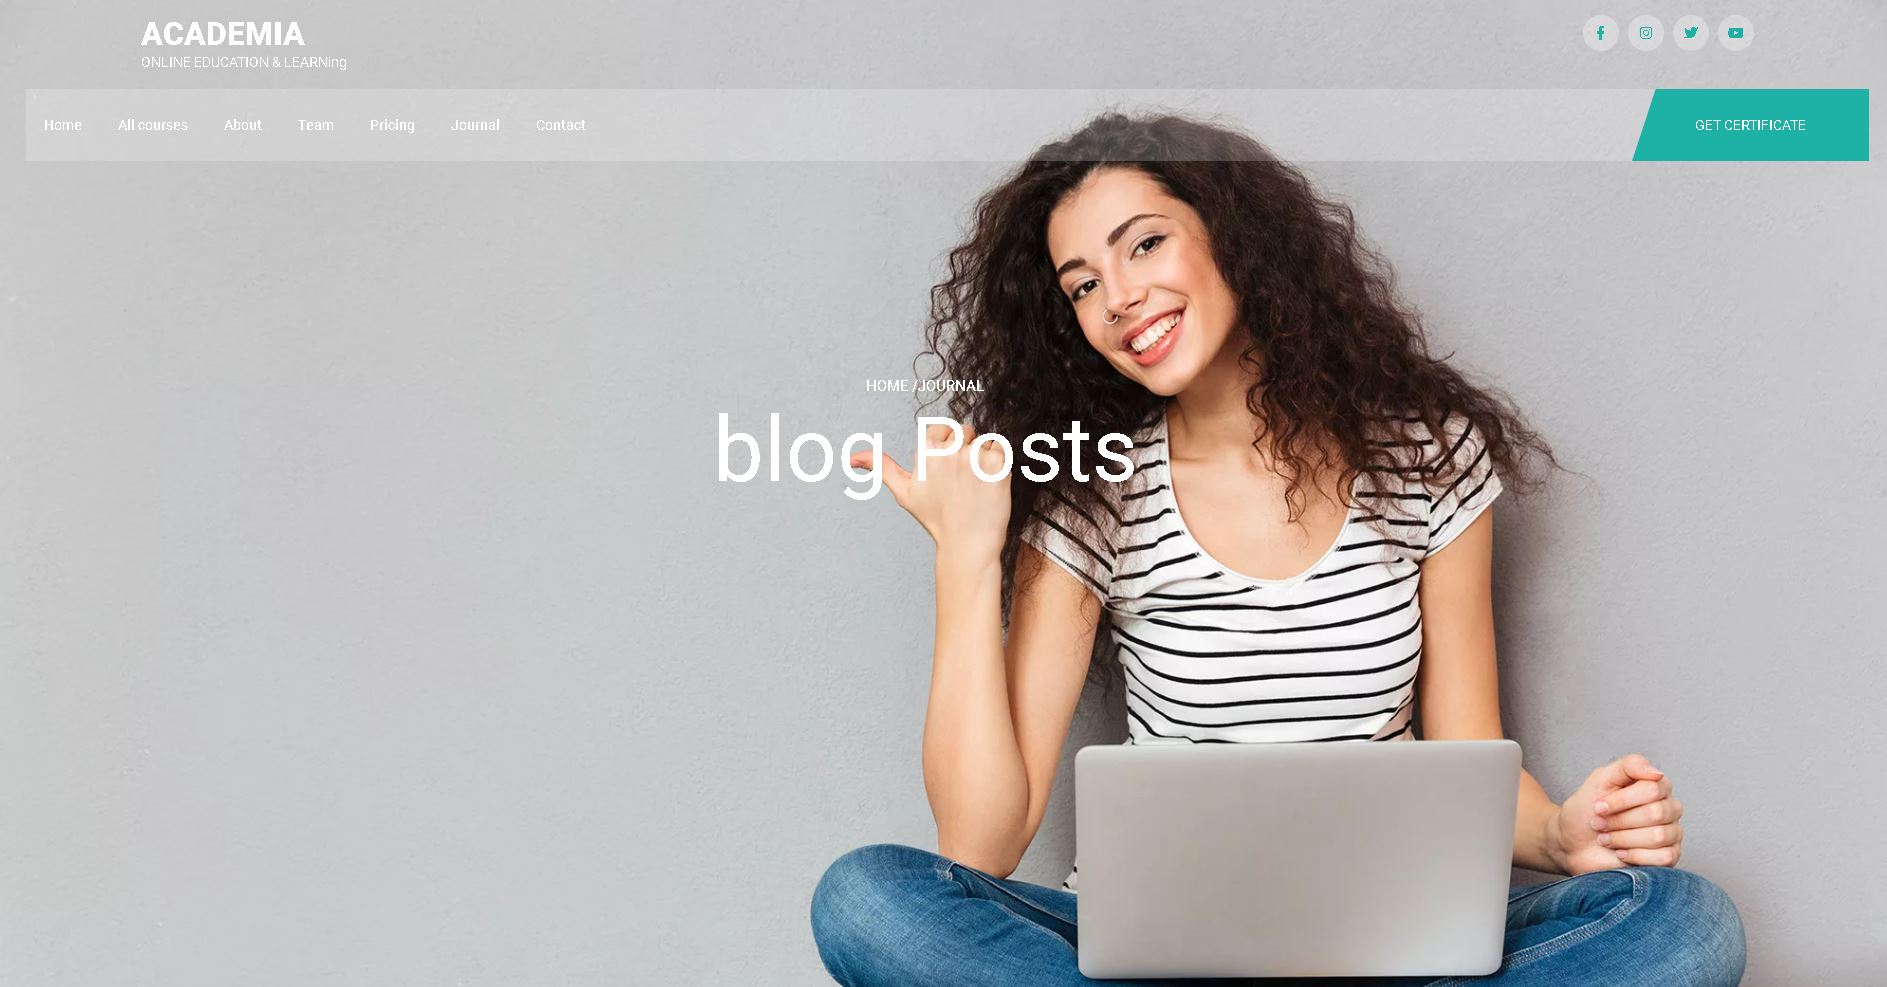 ACADEMIA
ONLINE EDUCATION & LEARNing
Home
All courses
About
Team
Pricing
Journal
Contact
GET CERTIFICATE
HOME /JOURNAL
blog Posts